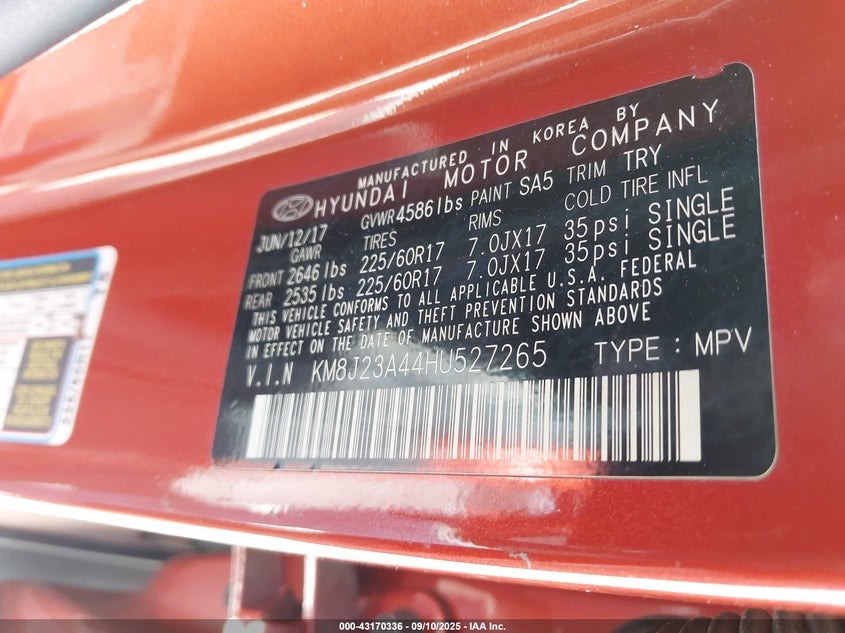 MANUFACTURED IN KOREA BY
HYUNDAI MOTOR COMPANY
JUN/12/17 GVWR 4586lbs PAINT SA5 TRIM TRY
GAWR TIRES RIMS COLD TIRE INFL
FRONT 2646 lbs 225/60R17 7.0JX17 35psi SINGLE
REAR 2535 lbs 225/60R17 7.0JX17 35psi SINGLE
THIS VEHICLE CONFORMS TO ALL APPLICABLE U.S.A. FEDERAL
MOTOR VEHICLE SAFETY AND THEFT PREVENTION STANDARDS
IN EFFECT ON THE DATE OF MANUFACTURE SHOWN ABOVE
V.I.N KM8J23A44HU527265 TYPE : MPV
000-43170336 - 09/10/2025 - Copyright © 2025 IAA, Inc.